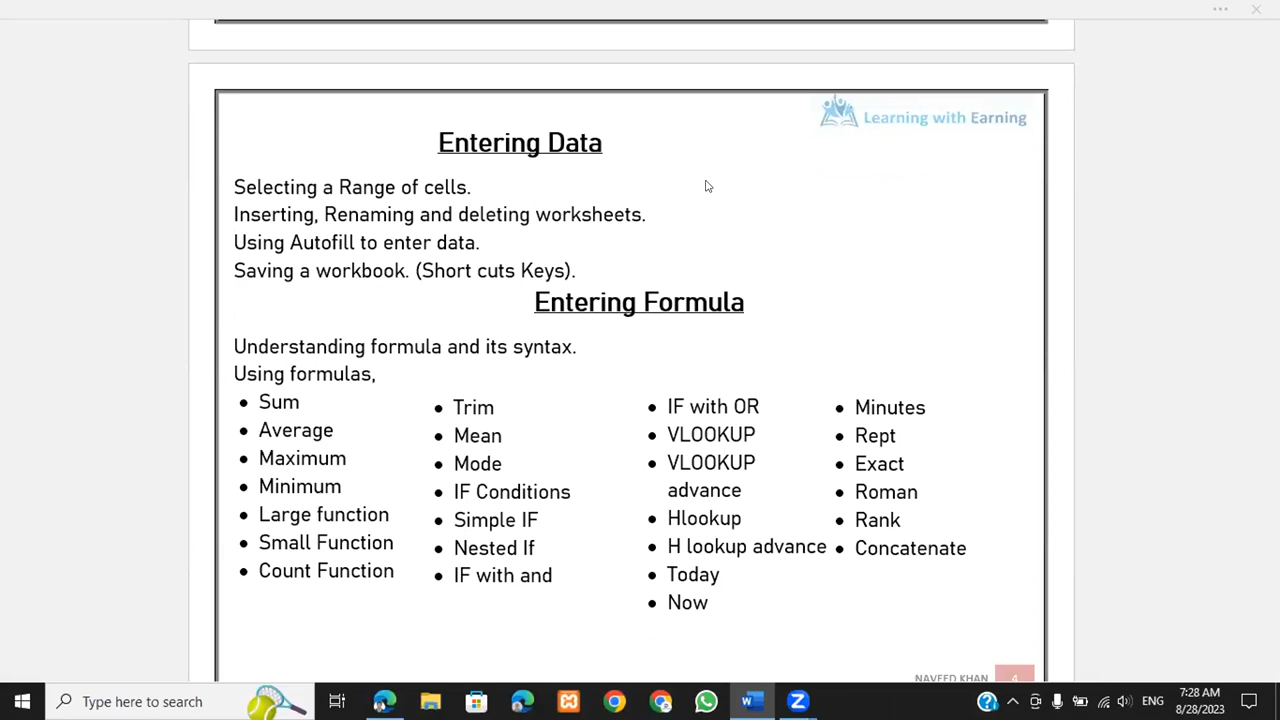 Learning with Earning
Entering Data
Selecting a Range of cells.
Inserting, Renaming and deleting worksheets.
Using Autofill to enter data.
Saving a workbook. (Short cuts Keys).
Entering Formula
Understanding formula and its syntax.
Using formulas,
• Sum
• Average
• Maximum
• Minimum
• Large function
• Small Function
• Count Function
• Trim
• Mean
• Mode
• IF Conditions
• Simple IF
• Nested If
• IF with and
• IF with OR
• VLOOKUP
• VLOOKUP
advance
• Hlookup
• H lookup advance
• Today
• Now
• Minutes
• Rept
• Exact
• Roman
• Rank
• Concatenate
NAVEED KHAN 4
Type here to search
ENG
7:28 AM
8/28/2023